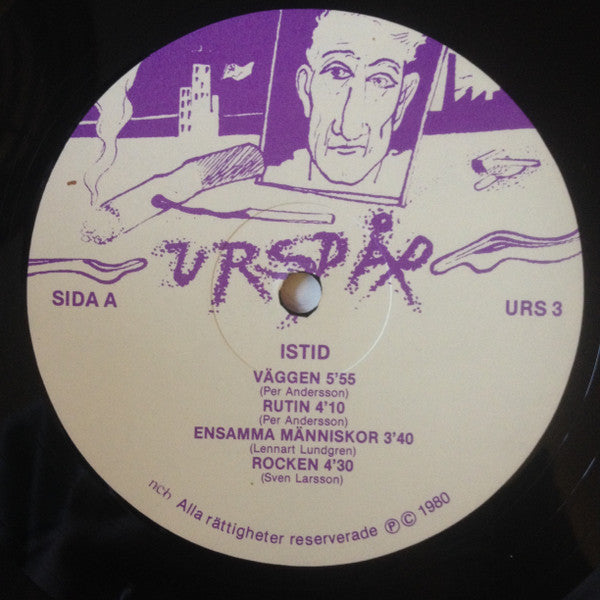 URSPÅR
SIDA A
URS 3
ISTID
VÄGGEN 5'55
(Per Andersson)
RUTIN 4'10
(Per Andersson)
ENSAMMA MÄNNISKOR 3'40
(Lennart Lundgren)
ROCKEN 4'30
(Sven Larsson)
ncb Alla rättigheter reserverade Ⓟ © 1980